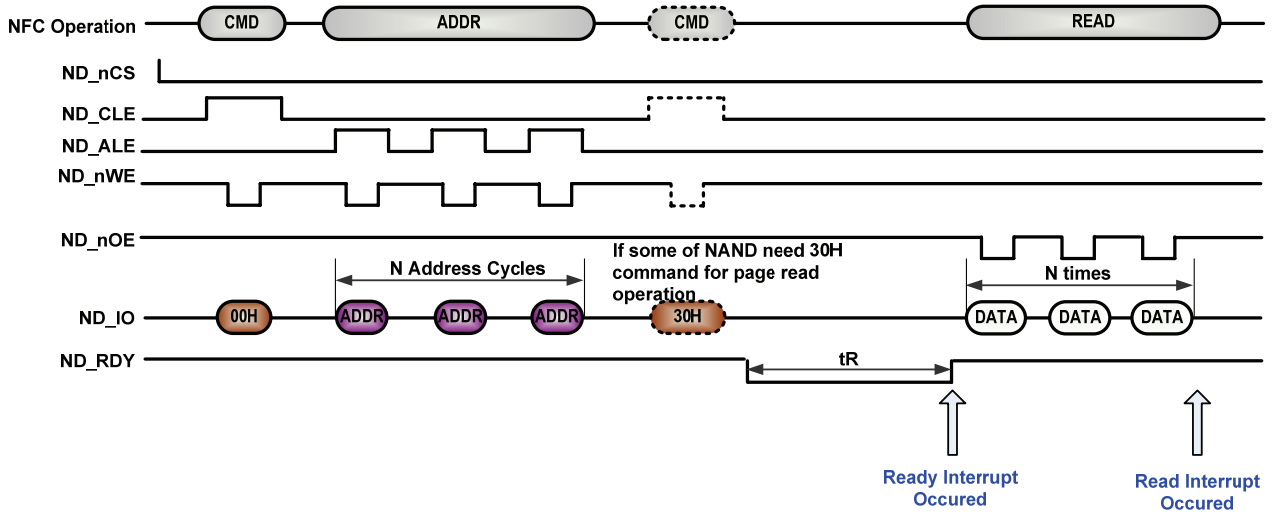 NFC Operation CMD ADDR CMD READ
ND_nCS
ND_CLE
ND_ALE
ND_nWE
ND_nOE
If some of NAND need 30H
command for page read
operation
N Address Cycles
N times
ND_IO 00H ADDR ADDR ADDR 30H DATA DATA DATA
ND_RDY
tR
Ready Interrupt
Occured
Read Interrupt
Occured